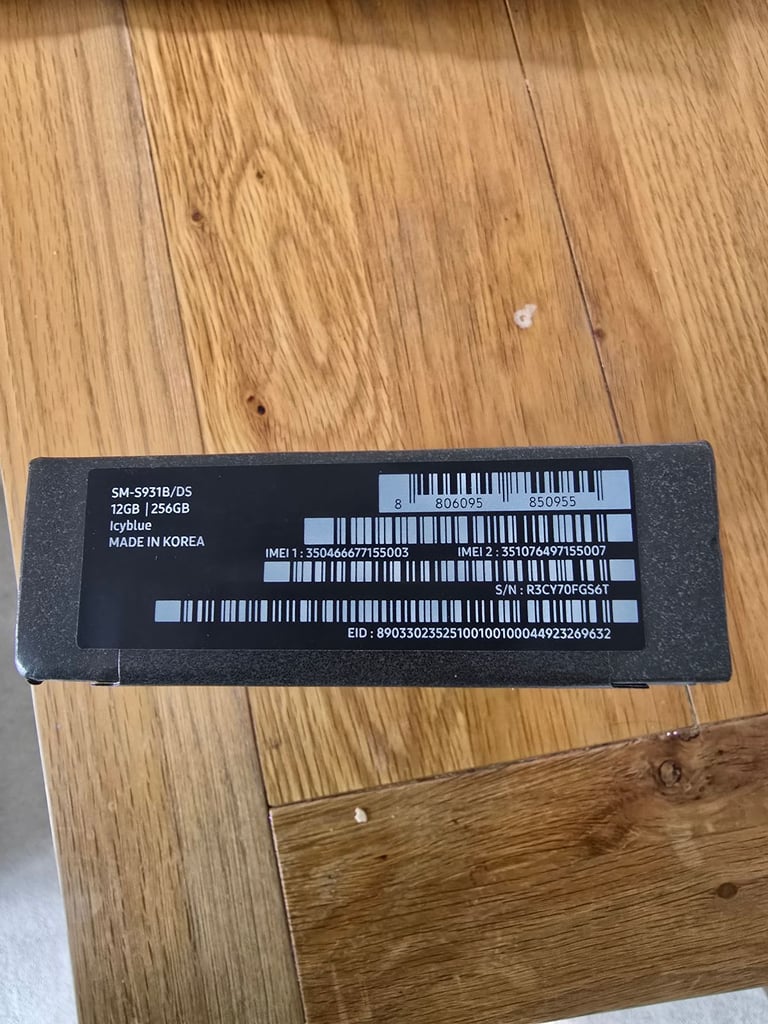 SM-S931B/DS
12GB | 256GB
Icyblue
MADE IN KOREA
8 806095 850955
IMEI 1 : 350466677155003 IMEI 2 : 351076497155007
S/N : R3CY70FGS6T
EID : 89033023525100100100044923269632